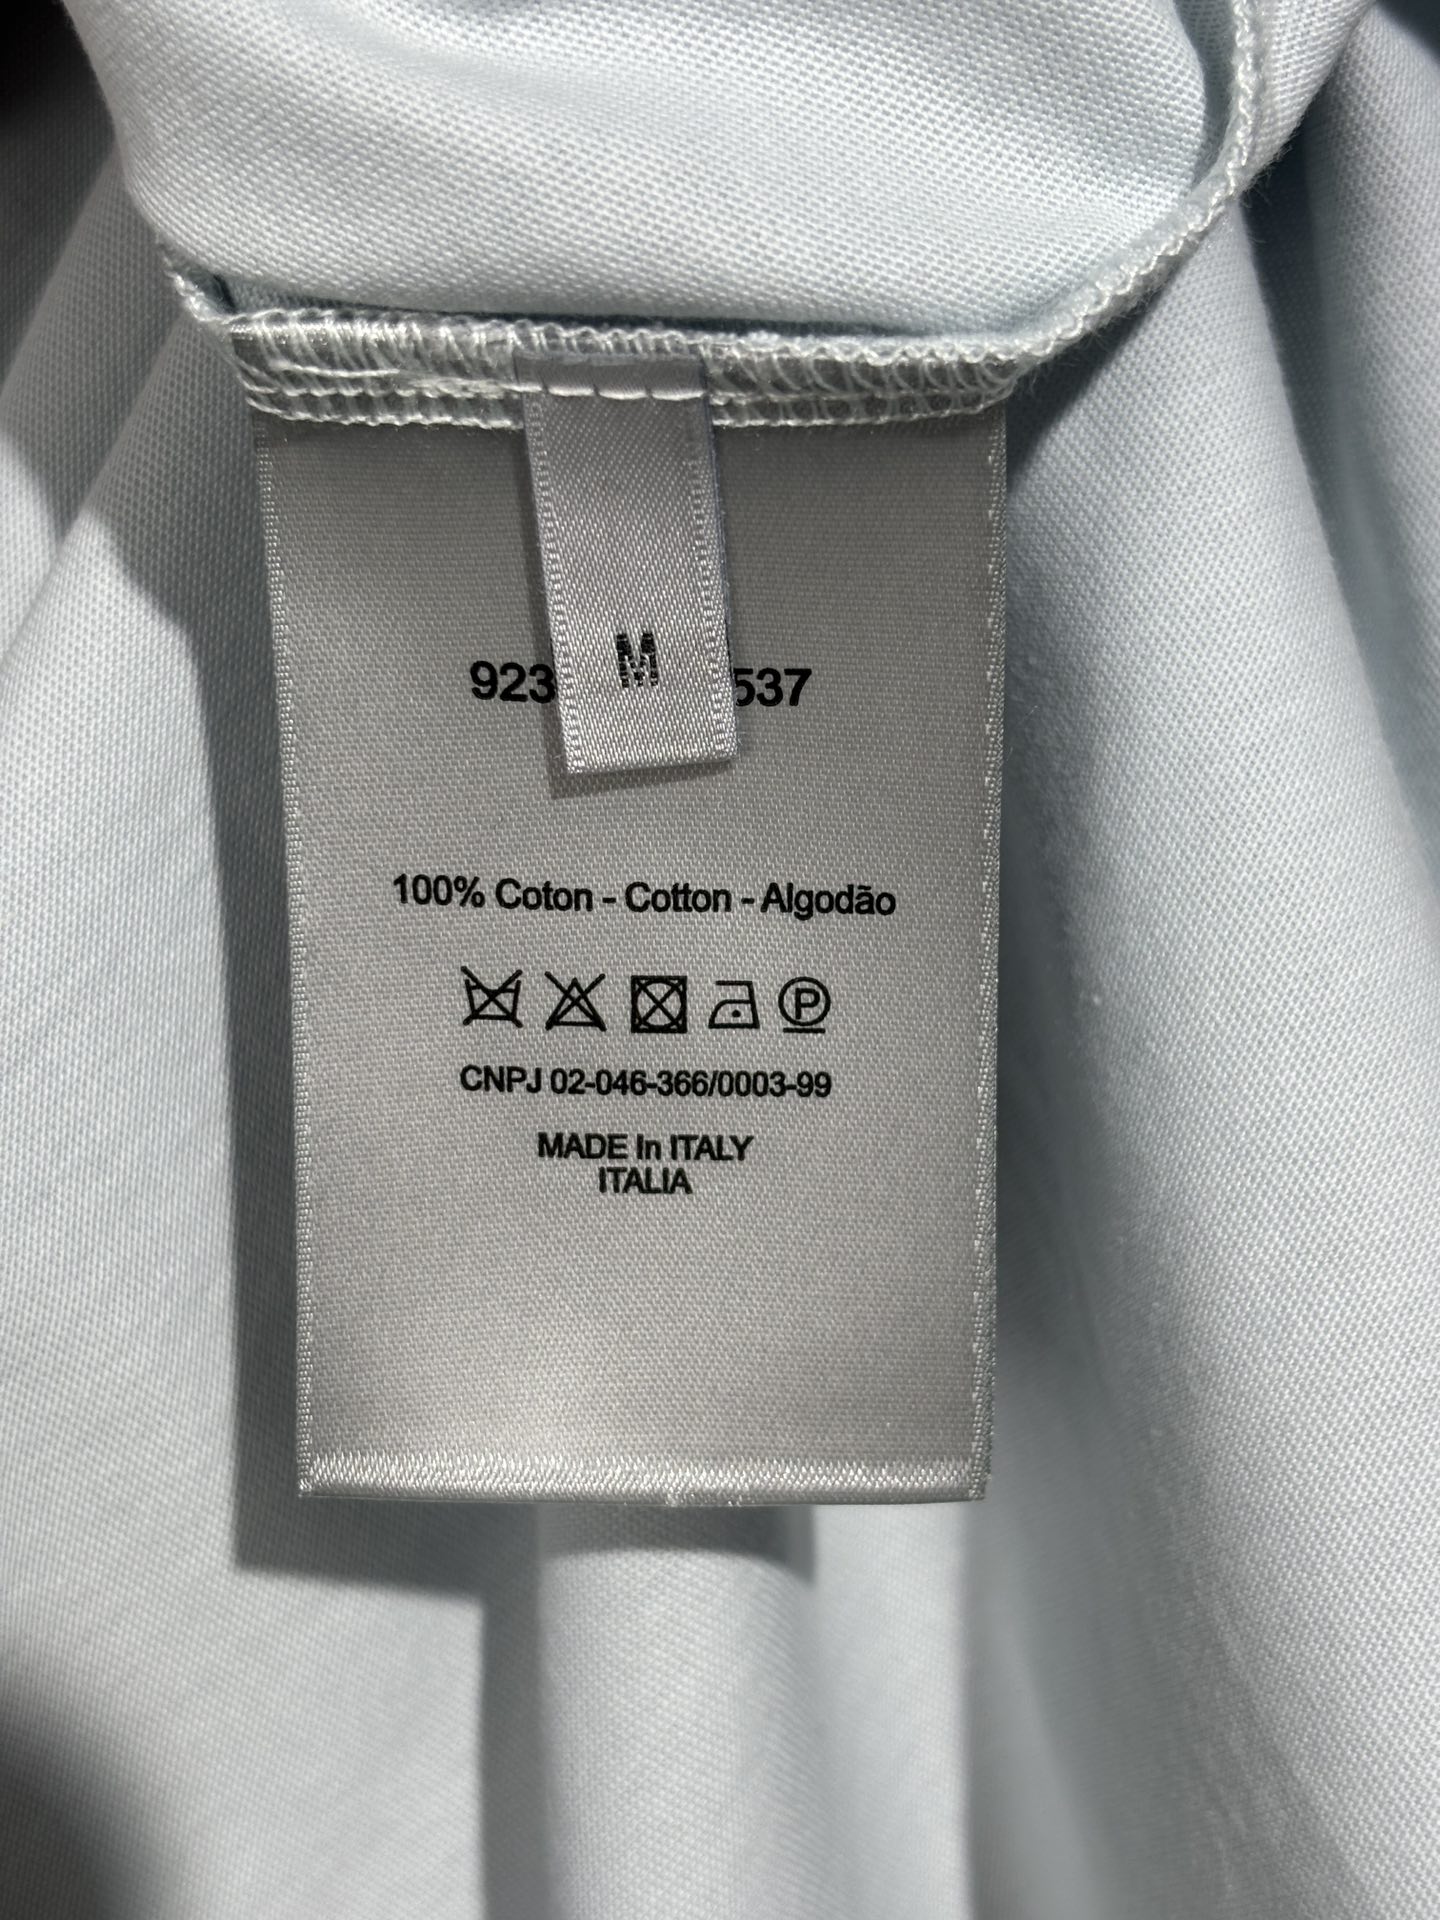 M
923 537
100% Coton - Cotton - Algodão
P
CNPJ 02-046-366/0003-99
MADE In ITALY
ITALIA